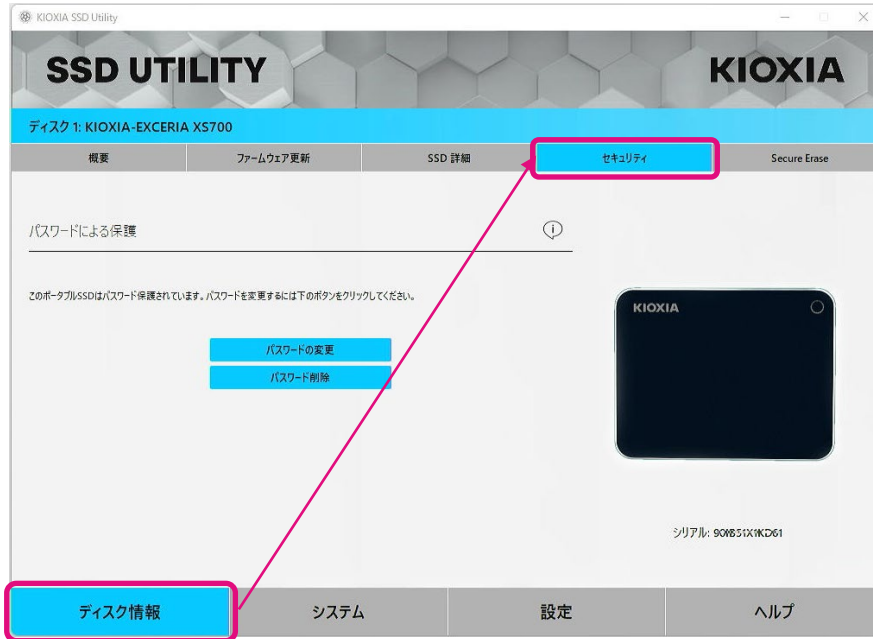 KIOXIA SSD Utility
SSD UTILITY
KIOXIA
ディスク 1: KIOXIA-EXCERIA XS700
概要
ファームウェア更新
SSD 詳細
セキュリティ
Secure Erase
パスワードによる保護
このポータブルSSDはパスワード保護されています。パスワードを変更するには下のボタンをクリックしてください。
パスワードの変更
パスワード削除
KIOXIA
シリアル:
ディスク情報
システム
設定
ヘルプ